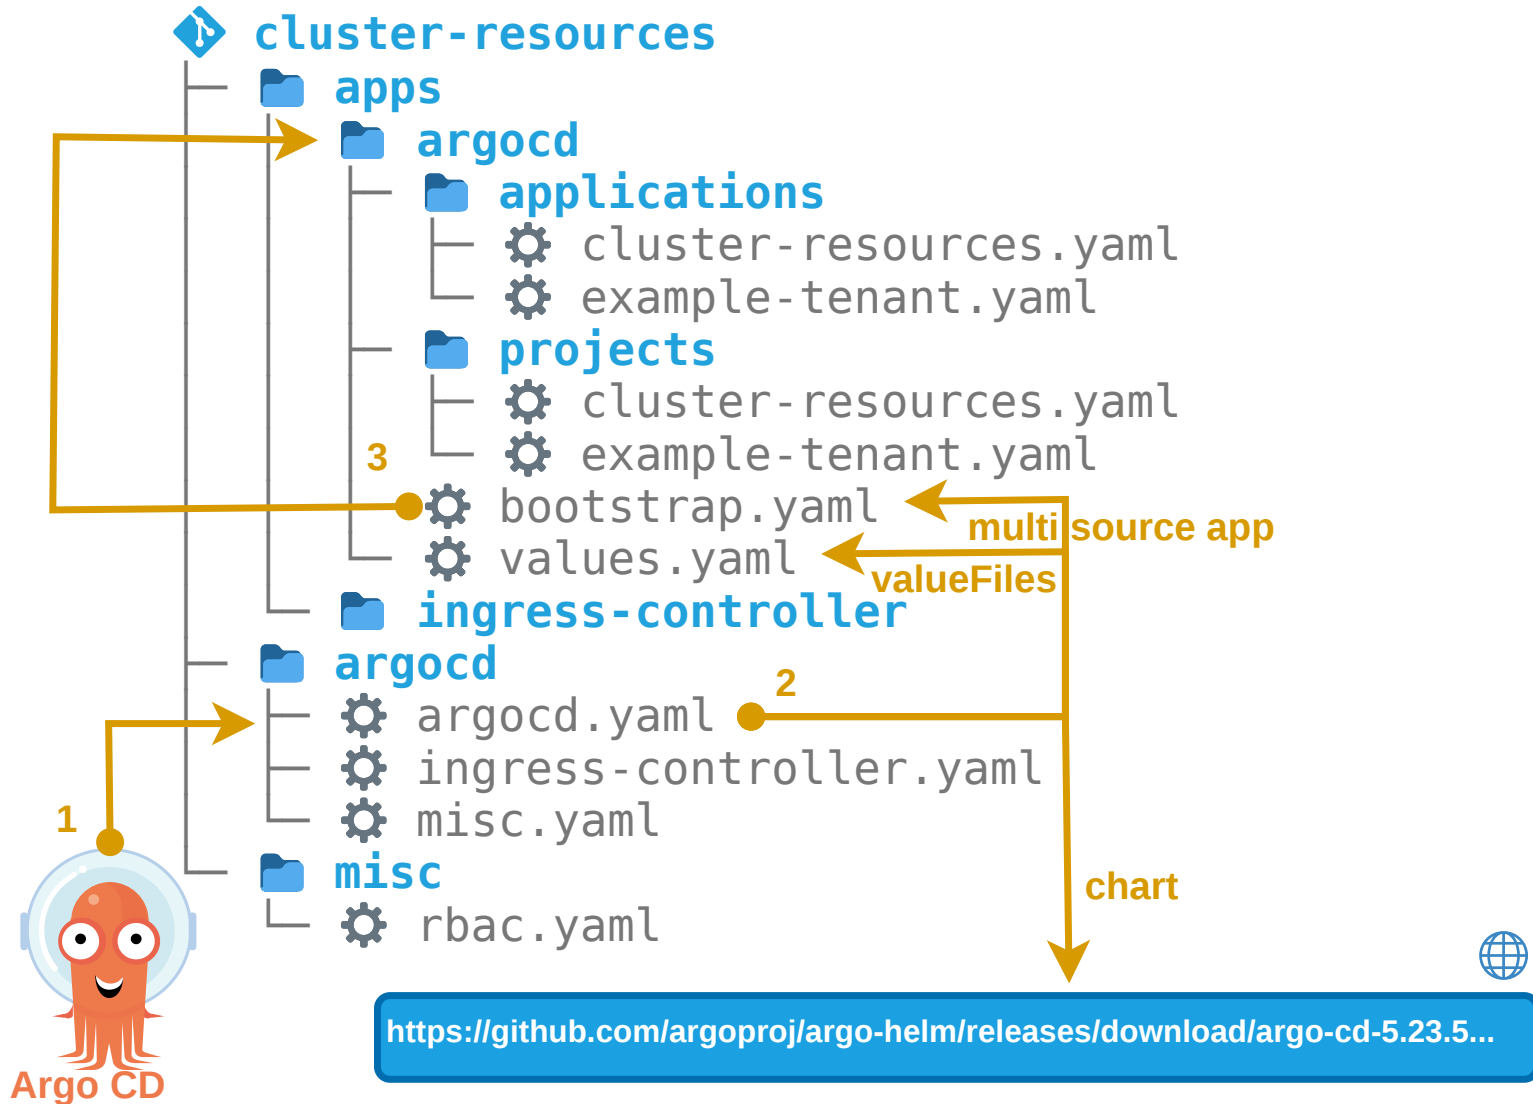 cluster-resources
apps
argocd
applications
cluster-resources.yaml
example-tenant.yaml
projects
cluster-resources.yaml
example-tenant.yaml
3
bootstrap.yaml
multi source app
values.yaml
valueFiles
ingress-controller
argocd
2
argocd.yaml
ingress-controller.yaml
1
misc.yaml
misc
chart
rbac.yaml
https://github.com/argoproj/argo-helm/releases/download/argo-cd-5.23.5...
Argo CD